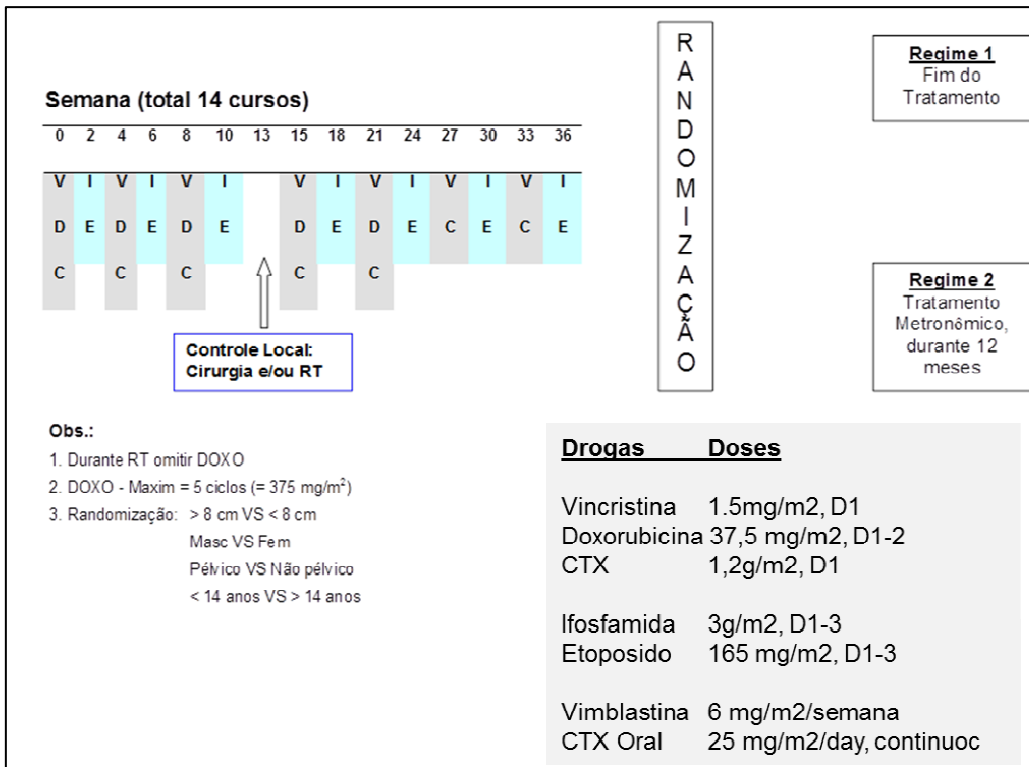 Semana (total 14 cursos)
0 2 4 6 8 10 13 15 18 21 24 27 30 33 36
V I V I V I V I V I V I V I
D E D E D E D E D E C E C E
C C C C C
Controle Local:
Cirurgia e/ou RT
RANDOMIZAÇÃO
Regime 1
Fim do
Tratamento
Regime 2
Tratamento
Metronômico,
durante 12
meses
Obs.:
1. Durante RT omitir DOXO
2. DOXO - Maxim = 5 ciclos (= 375 mg/m²)
3. Randomização: > 8 cm VS < 8 cm
Masc VS Fem
Pélvico VS Não pélvico
< 14 anos VS > 14 anos
Drogas Doses
Vincristina 1.5mg/m2, D1
Doxorubicina 37,5 mg/m2, D1-2
CTX 1,2g/m2, D1
Ifosfamida 3g/m2, D1-3
Etoposido 165 mg/m2, D1-3
Vimblastina 6 mg/m2/semana
CTX Oral 25 mg/m2/day, continuoc